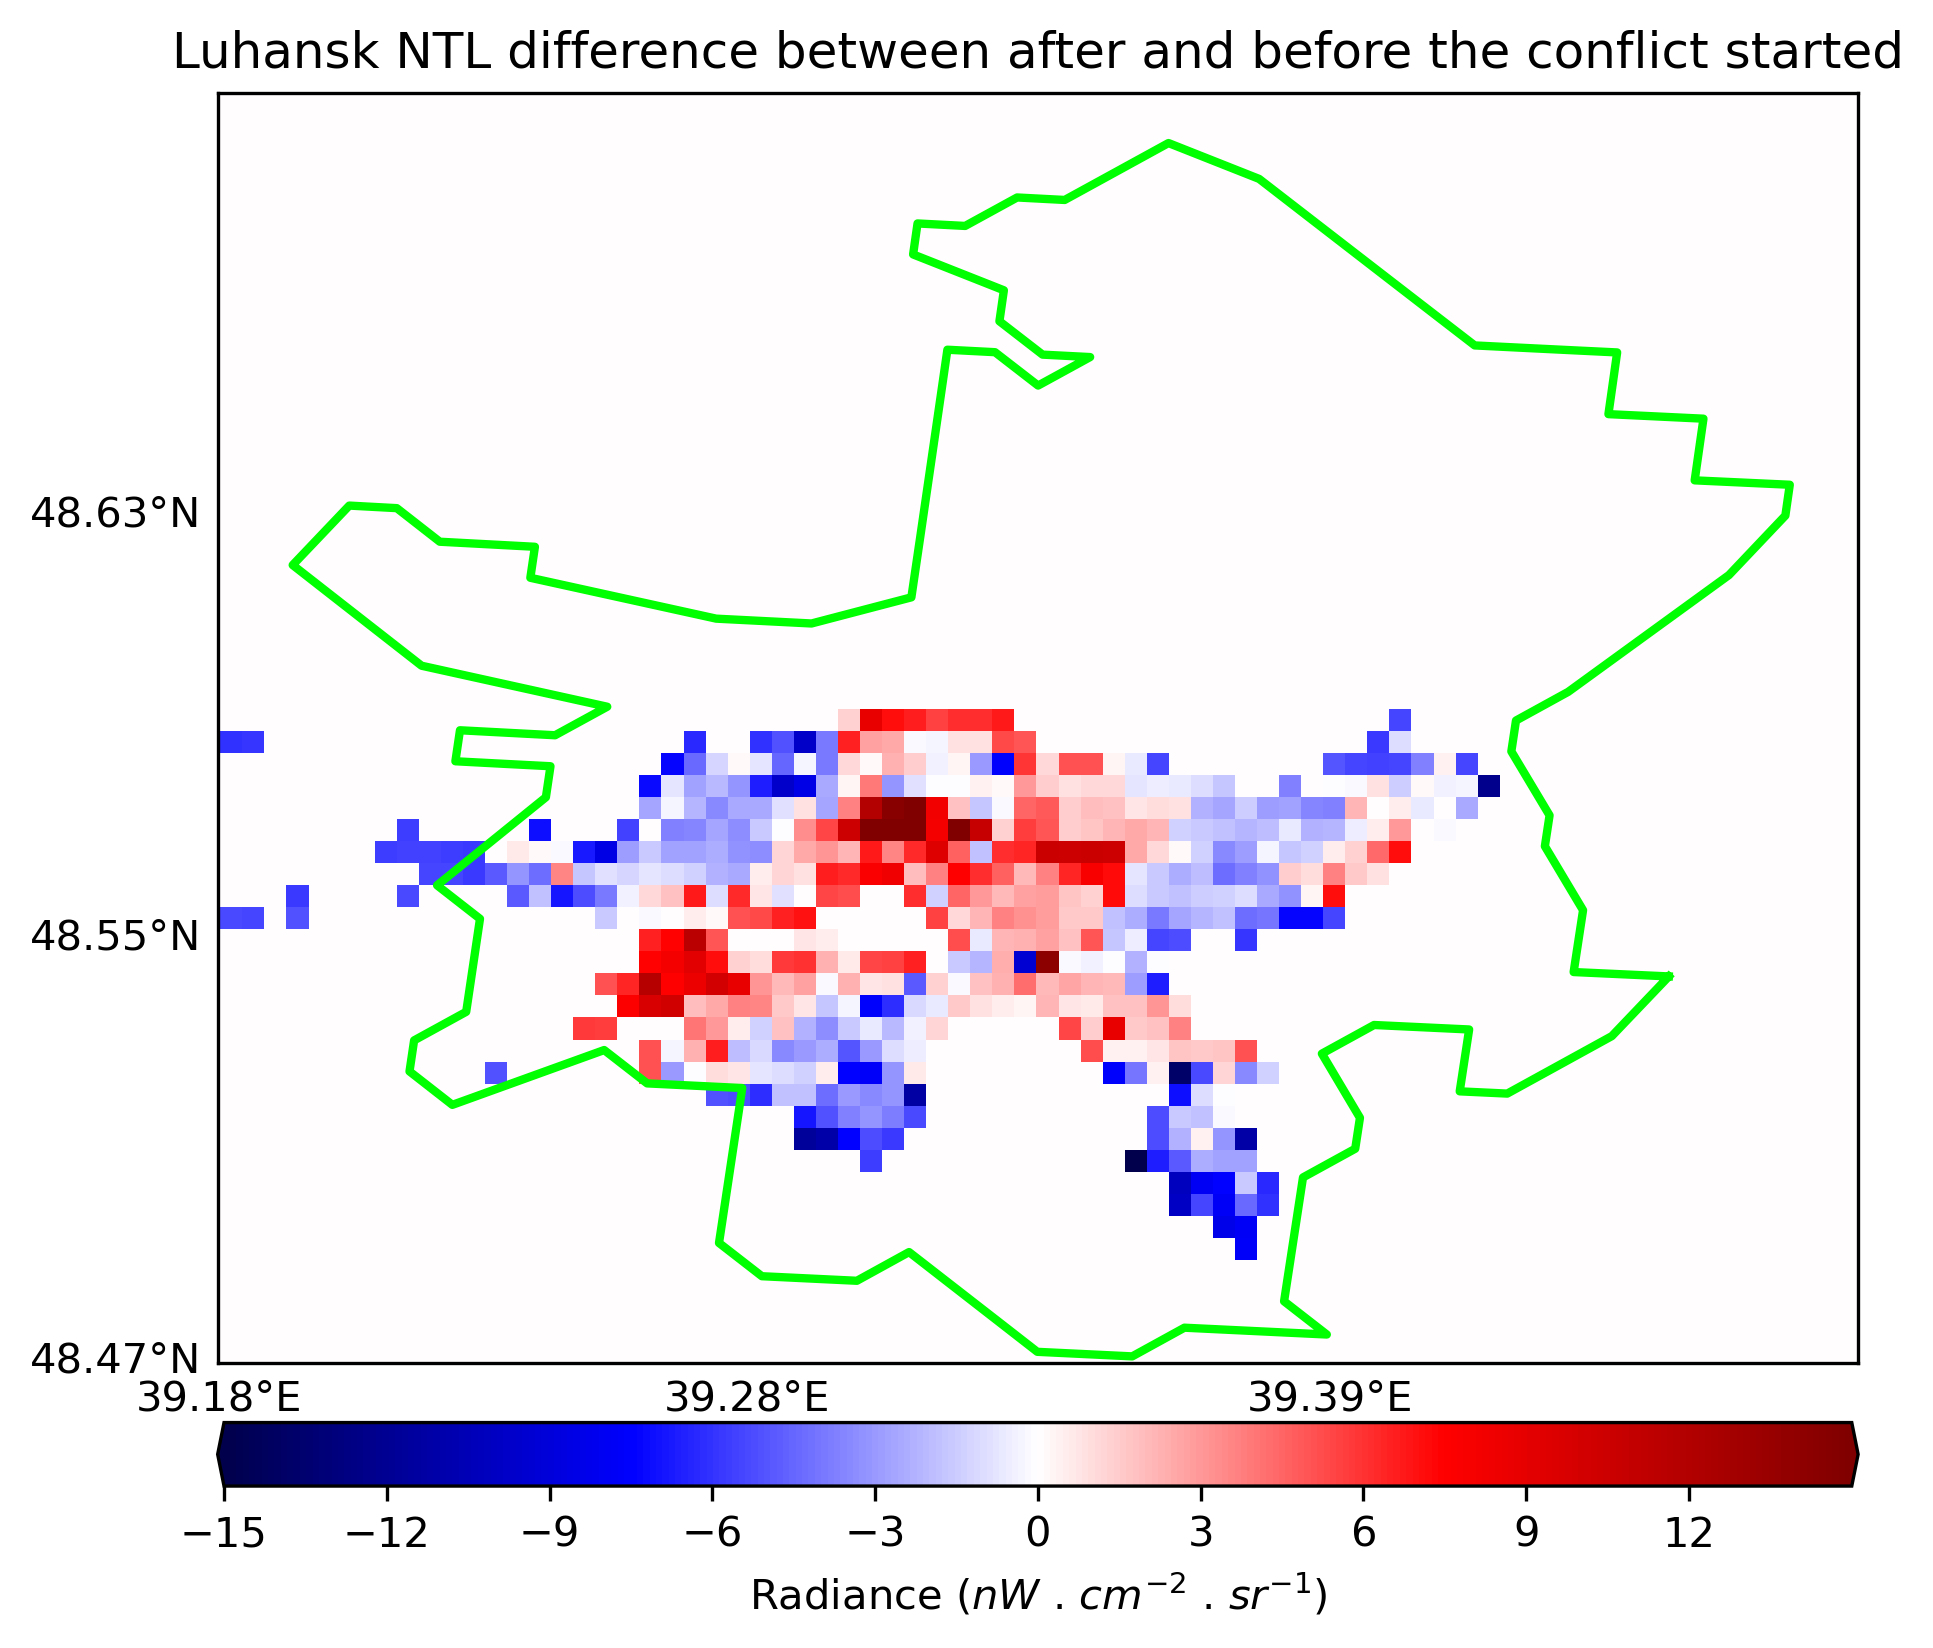 Luhansk NTL difference between after and before the conflict started
48.63°N
48.55°N
48.47°N
39.18°E 39.28°E 39.39°E
−15 −12 −9 −6 −3 0 3 6 9 12
Radiance (nW . cm⁻² . sr⁻¹)